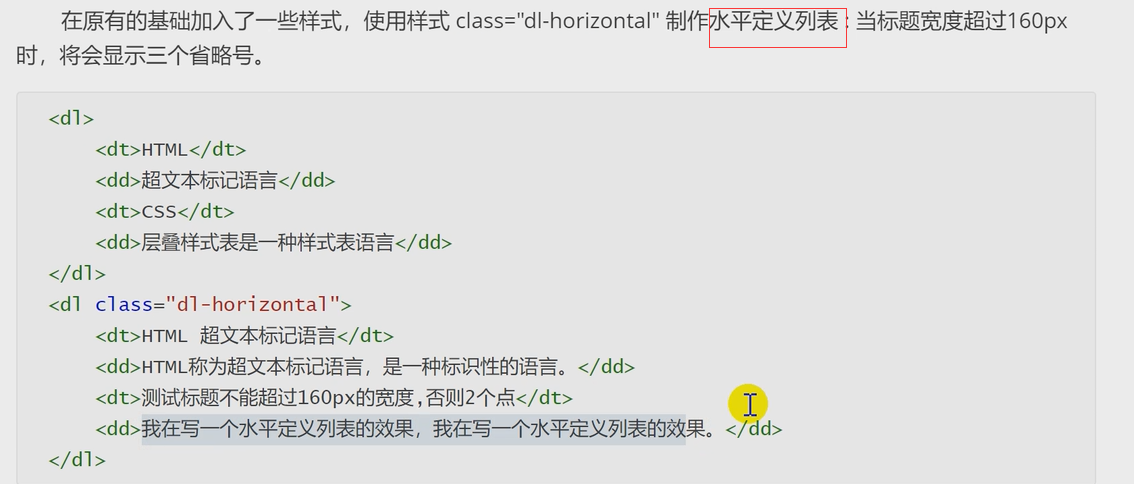 在原有的基础加入了一些样式，使用样式 class="dl-horizontal" 制作水平定义列表 : 当标题宽度超过160px
时，将会显示三个省略号。
<dl>
<dt>HTML</dt>
<dd>超文本标记语言</dd>
<dt>CSS</dt>
<dd>层叠样式表是一种样式表语言</dd>
</dl>
<dl class="dl-horizontal">
<dt>HTML 超文本标记语言</dt>
<dd>HTML称为超文本标记语言，是一种标识性的语言。</dd>
<dt>测试标题不能超过160px的宽度,否则2个点</dt>
<dd>我在写一个水平定义列表的效果，我在写一个水平定义列表的效果。</dd>
</dl>